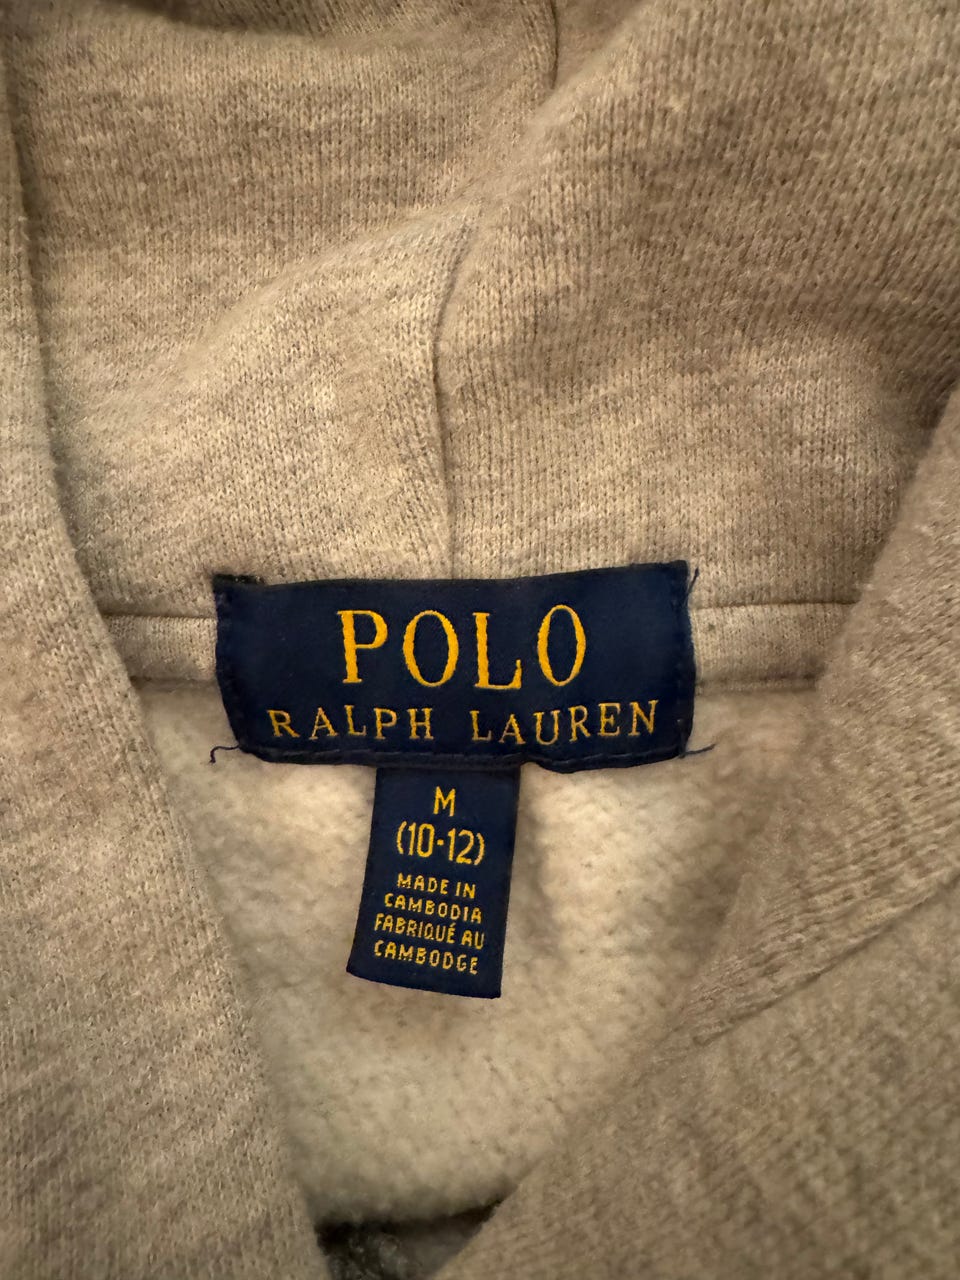 POLO
RALPH LAUREN
M
(10-12)
MADE IN
CAMBODIA
FABRIQUÉ AU
CAMBODGE